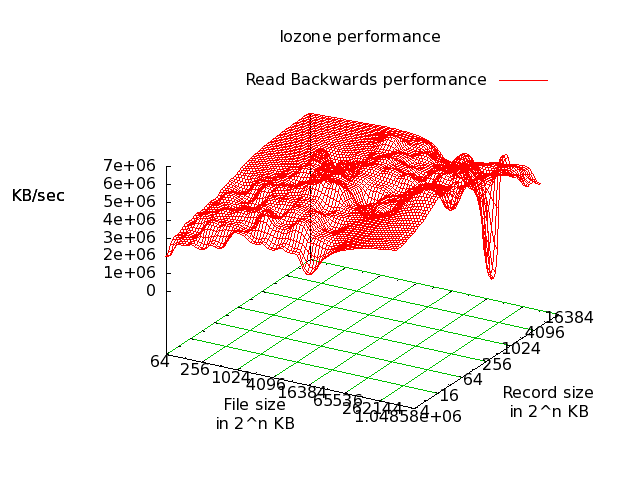 Iozone performance
Read Backwards performance
KB/sec
7e+06
6e+06
5e+06
4e+06
3e+06
2e+06
1e+06
0
64
256
1024
4096
16384
65536
262144
1.04858e+06
File size
in 2^n KB
4
16
64
256
1024
4096
16384
Record size
in 2^n KB